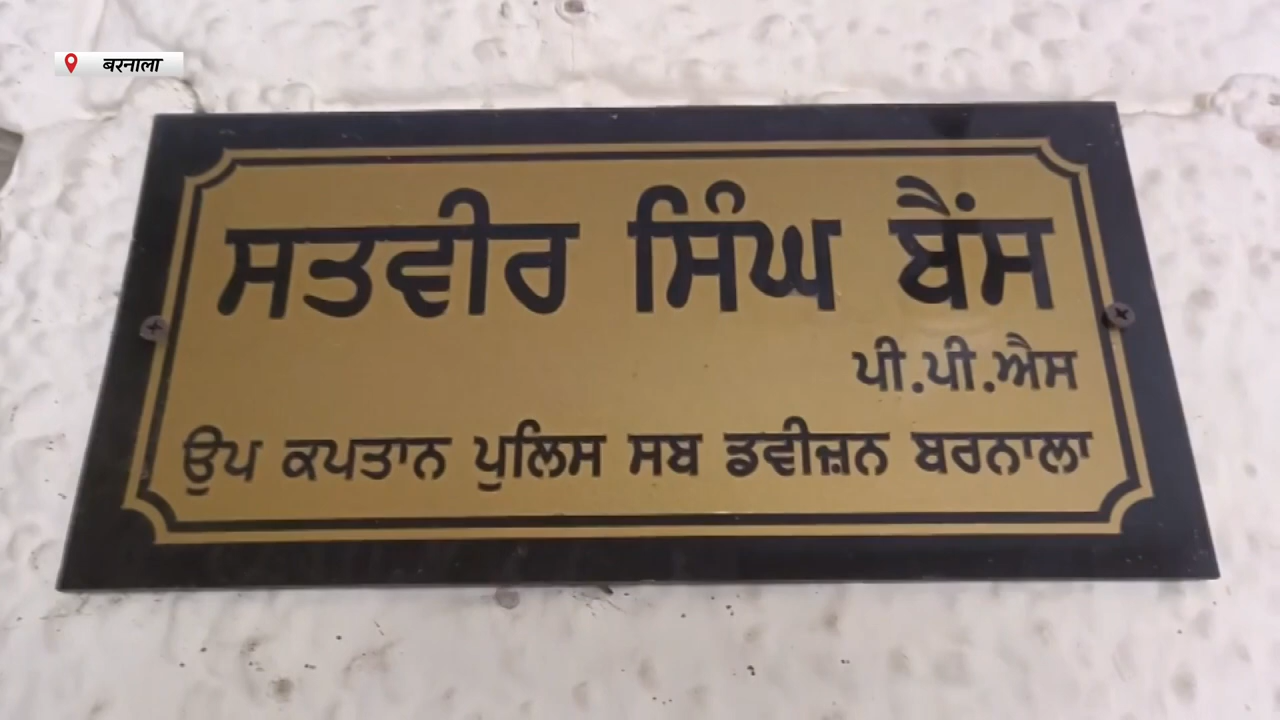 बरनाला
ਸਤਵੀਰ ਸਿੰਘ ਬੈਂਸ
ਪੀ.ਪੀ.ਐਸ
ਉਪ ਕਪਤਾਨ ਪੁਲਿਸ ਸਬ ਡਵੀਜ਼ਨ ਬਰਨਾਲਾ